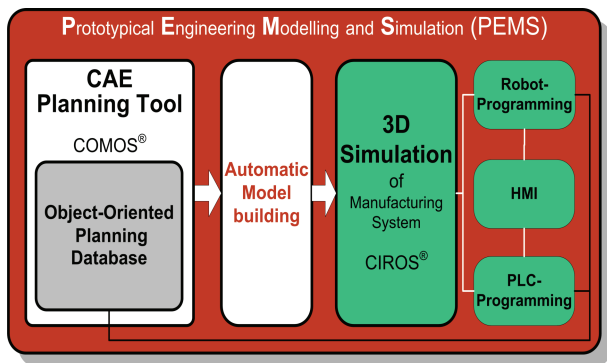 Prototypical Engineering Modelling and Simulation (PEMS)
CAE
Planning Tool
COMOS®
Object-Oriented
Planning
Database
Automatic
Model
building
3D
Simulation
of
Manufacturing
System
CIROS®
Robot-
Programming
HMI
PLC-
Programming